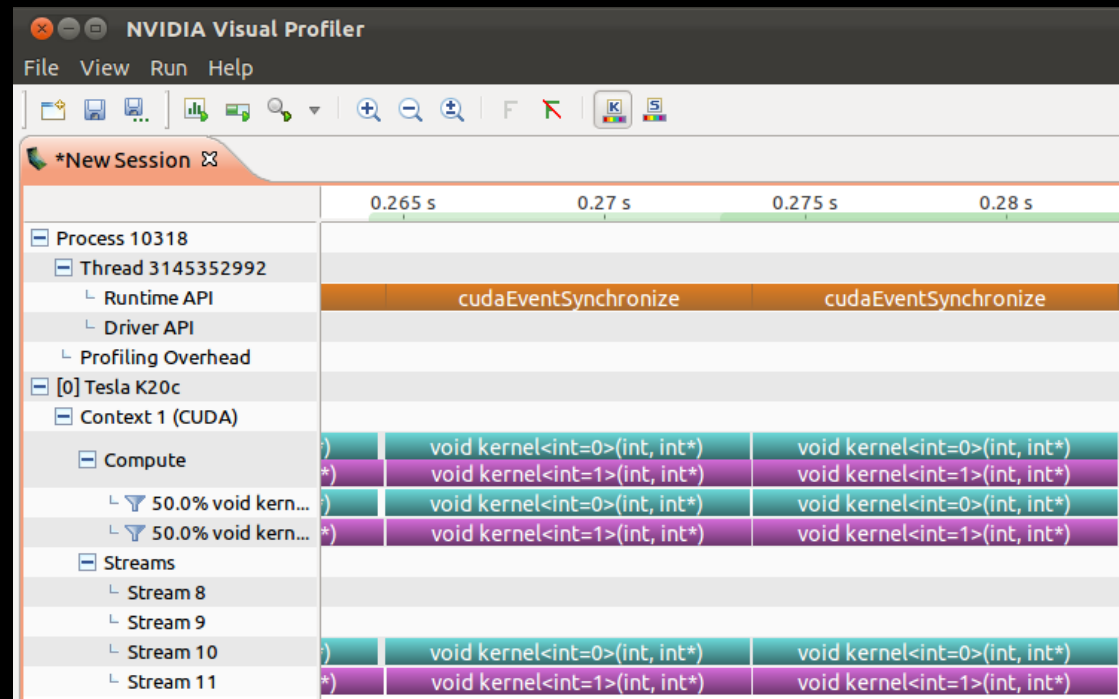 NVIDIA Visual Profiler
File View Run Help
F F K S
*New Session
0.265 s 0.27 s 0.275 s 0.28 s
Process 10318
Thread 3145352992
Runtime API cudaEventSynchronize cudaEventSynchronize
Driver API
Profiling Overhead
[0] Tesla K20c
Context 1 (CUDA)
*) void kernel<int=0>(int, int*) void kernel<int=0>(int, int*)
Compute
*) void kernel<int=1>(int, int*) void kernel<int=1>(int, int*)
50.0% void kern... *) void kernel<int=0>(int, int*) void kernel<int=0>(int, int*)
50.0% void kern... *) void kernel<int=1>(int, int*) void kernel<int=1>(int, int*)
Streams
Stream 8
Stream 9
Stream 10 *) void kernel<int=0>(int, int*) void kernel<int=0>(int, int*)
Stream 11 *) void kernel<int=1>(int, int*) void kernel<int=1>(int, int*)